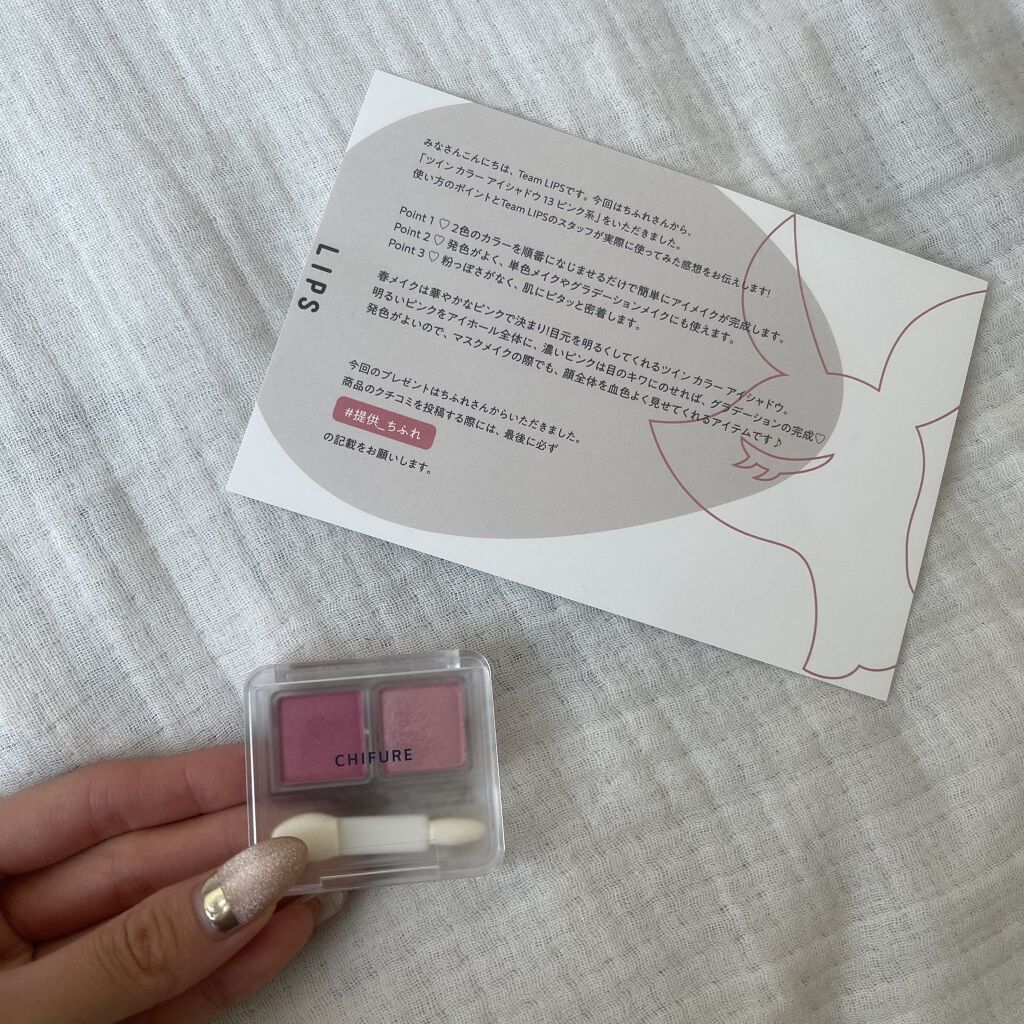 LIPS
みなさんこんにちは、Team LIPSです。今回はちふれさんから、
「ツイン カラー アイシャドウ 13 ピンク系」をいただきました。
使い方のポイントとTeam LIPSのスタッフが実際に使ってみた感想をお伝えします!
Point 1 ♡ 2色のカラーを順番になじませるだけで簡単にアイメイクが完成します。
Point 2 ♡ 発色がよく、単色メイクやグラデーションメイクにも使えます。
Point 3 ♡ 粉っぽさがなく、肌にピタッと密着します。
春メイクは華やかなピンクで決まり!目元を明るくしてくれるツイン カラー アイシャドウ。
明るいピンクをアイホール全体に、濃いピンクは目のキワにのせれば、グラデーションの完成♡
発色がよいので、マスクメイクの際でも、顔全体を血色よく見せてくれるアイテムです♪
今回のプレゼントはちふれさんからいただきました。
商品のクチコミを投稿する際には、最後に必ず
#提供_ちふれ
の記載をお願いします。
CHIFURE